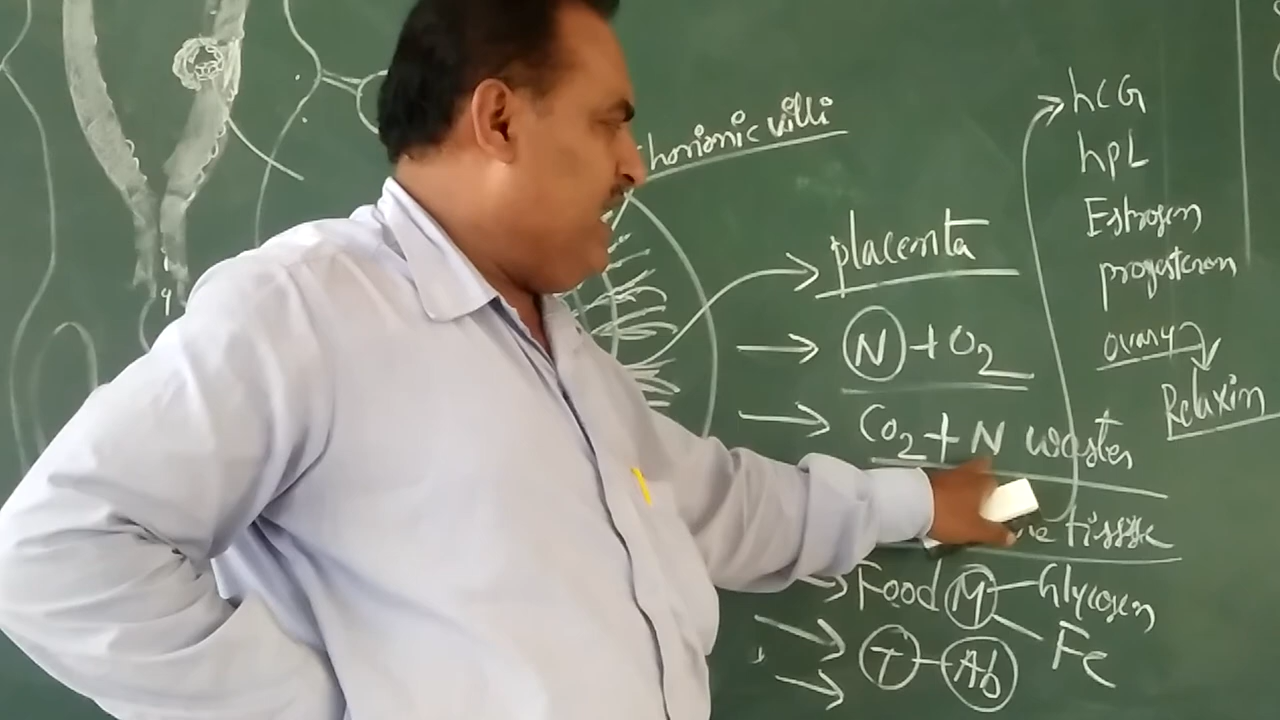 chorionic villi
placenta
N + O2
CO2 + N wastes
tissue
Food M Glycogen
Fe
T Ab
hCG
hpL
Estrogen
progesteron
ovary
Relaxin